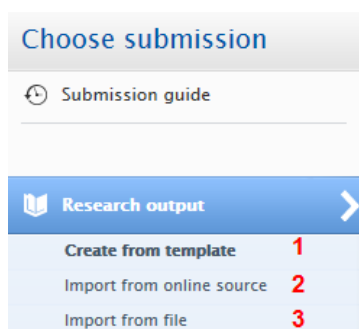 Choose submission
Submission guide
Research output
Create from template 1
Import from online source 2
Import from file 3